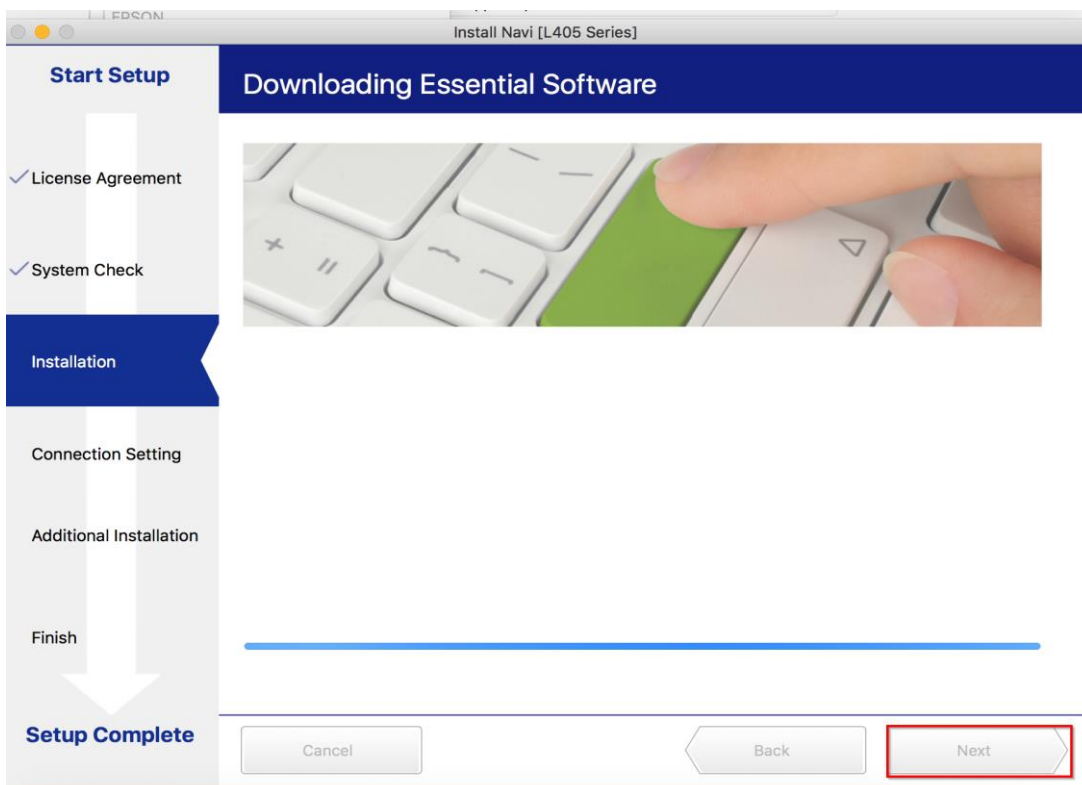 EPSON
Install Navi [L405 Series]
Start Setup
Downloading Essential Software
License Agreement
System Check
Installation
Connection Setting
Additional Installation
Finish
Setup Complete
Cancel
Back
Next